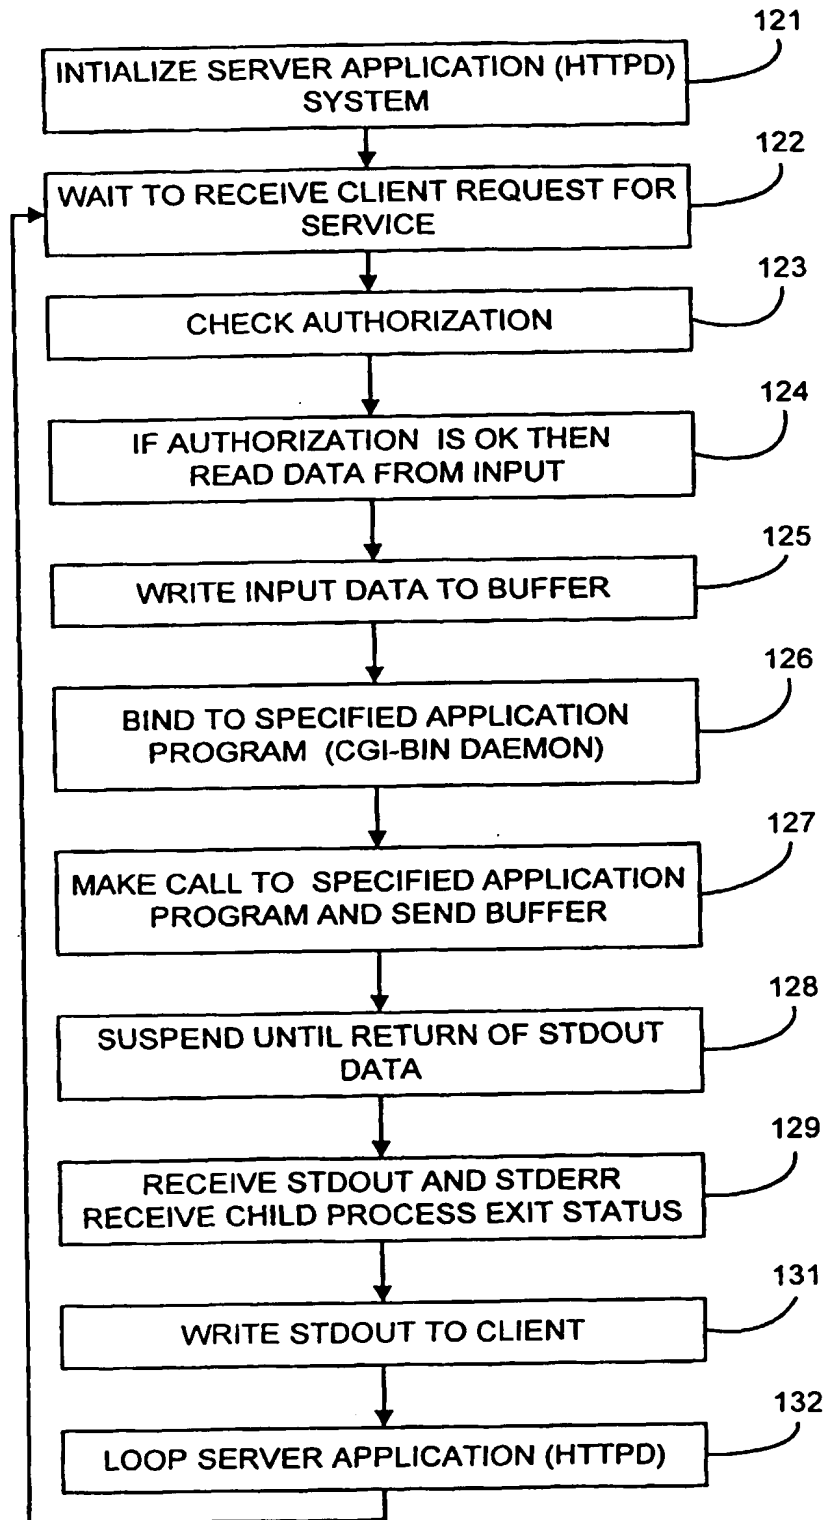 121
INTIALIZE SERVER APPLICATION (HTTPD)
SYSTEM
122
WAIT TO RECEIVE CLIENT REQUEST FOR
SERVICE
123
CHECK AUTHORIZATION
124
IF AUTHORIZATION IS OK THEN
READ DATA FROM INPUT
125
WRITE INPUT DATA TO BUFFER
126
BIND TO SPECIFIED APPLICATION
PROGRAM (CGI-BIN DAEMON)
127
MAKE CALL TO SPECIFIED APPLICATION
PROGRAM AND SEND BUFFER
128
SUSPEND UNTIL RETURN OF STDOUT
DATA
129
RECEIVE STDOUT AND STDERR
RECEIVE CHILD PROCESS EXIT STATUS
131
WRITE STDOUT TO CLIENT
132
LOOP SERVER APPLICATION (HTTPD)